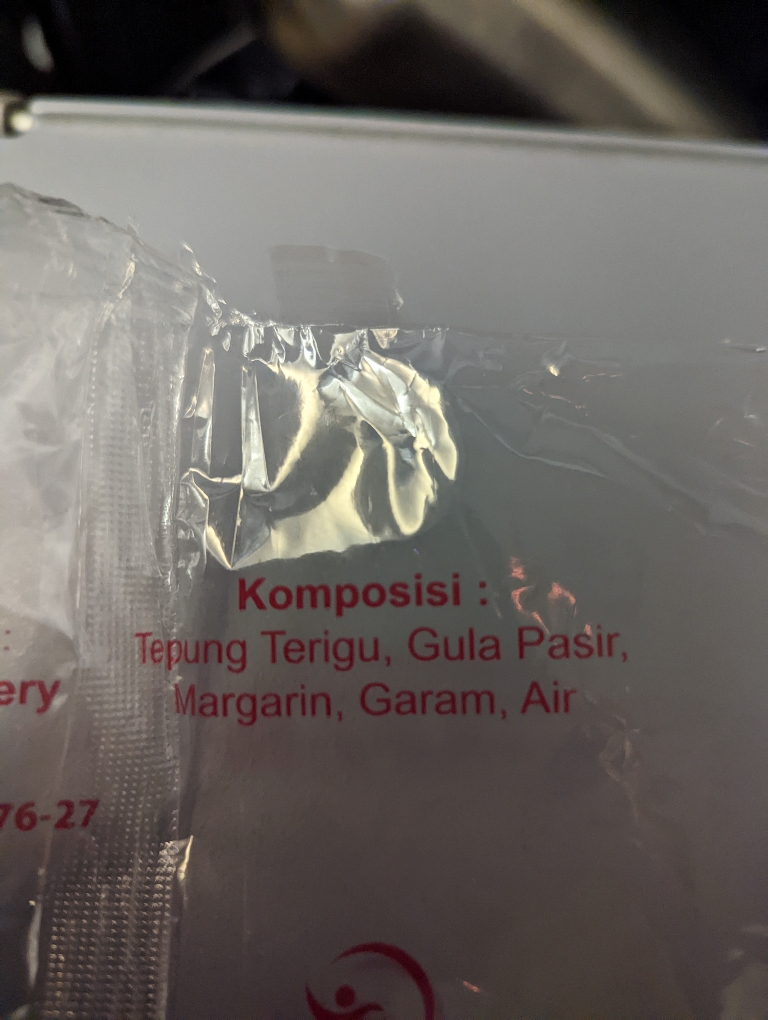 Komposisi :
Tepung Terigu, Gula Pasir,
Margarin, Garam, Air
:
ery
76-27